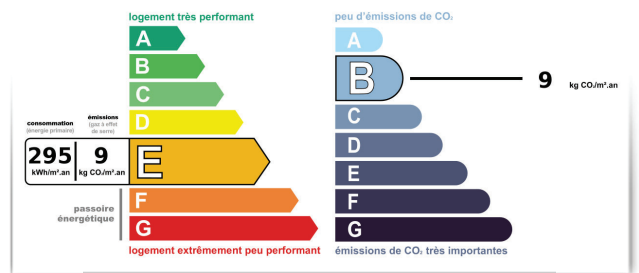 logement très performant
A
B
C
D
consommation
(énergie primaire)
émissions
(gaz à effet
de serre)
295
kWh/m².an
9
kg CO₂/m².an
E
F
G
passoire
énergétique
logement extrêmement peu performant
peu d'émissions de CO₂
A
B
9
kg CO₂/m².an
C
D
E
F
G
émissions de CO₂ très importantes